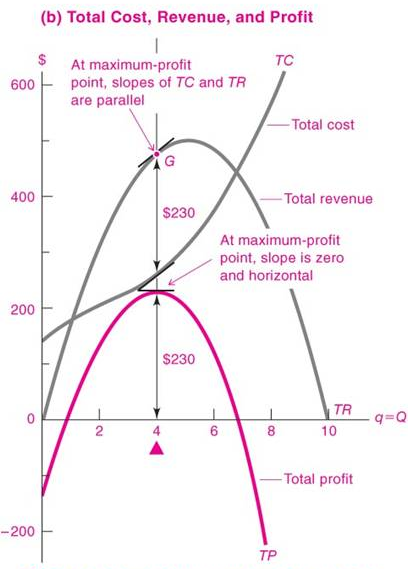 (b) Total Cost, Revenue, and Profit
$
At maximum-profit
point, slopes of TC and TR
are parallel
TC
600
Total cost
G
400
Total revenue
$230
At maximum-profit
point, slope is zero
and horizontal
200
$230
TR
0
2
4
6
8
10
q=Q
Total profit
–200
TP